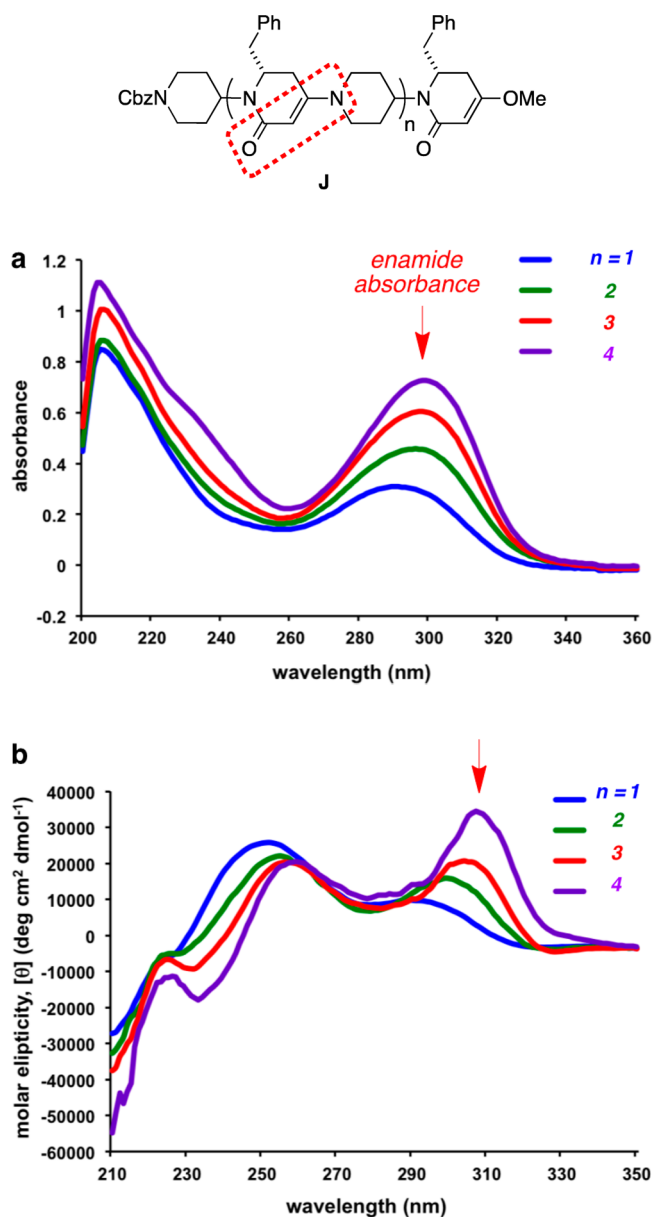 Ph
Ph
CbzN
N
N
N
OMe
n
O
O
J
a
enamide
absorbance
n = 1
2
3
4
1.2
1
0.8
0.6
0.4
0.2
0
-0.2
absorbance
200 220 240 260 280 300 320 340 360
wavelength (nm)
b
n = 1
2
3
4
40000
30000
20000
10000
0
-10000
-20000
-30000
-40000
-50000
-60000
molar elipticity, [θ] (deg cm² dmol⁻¹)
210 230 250 270 290 310 350
wavelength (nm)